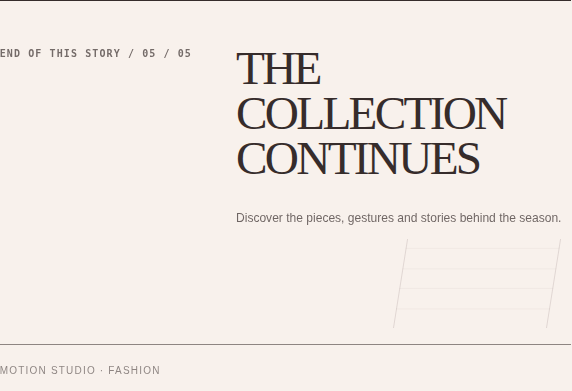 END OF THIS STORY / 05 / 05
THE
COLLECTION
CONTINUES
Discover the pieces, gestures and stories behind the season.
MOTION STUDIO · FASHION